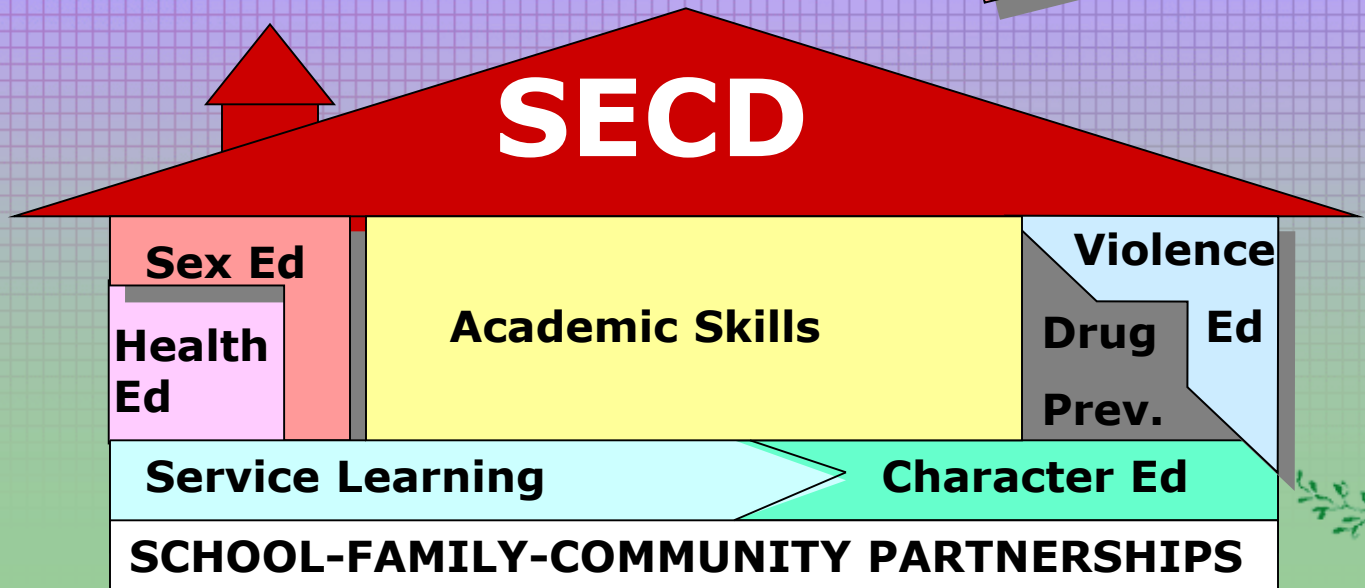 SECD
Sex Ed
Health
Ed
Academic Skills
Violence
Ed
Drug
Prev.
Service Learning
Character Ed
SCHOOL-FAMILY-COMMUNITY PARTNERSHIPS